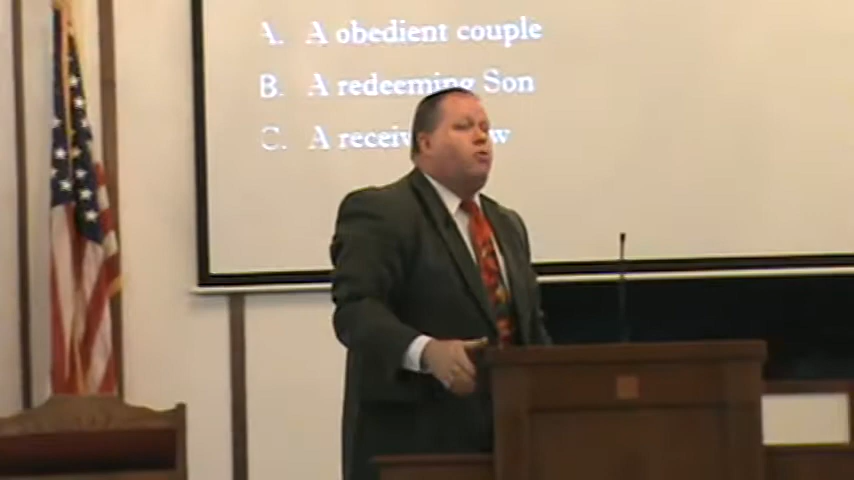 A. A obedient couple
B. A redeeming Son
C. A